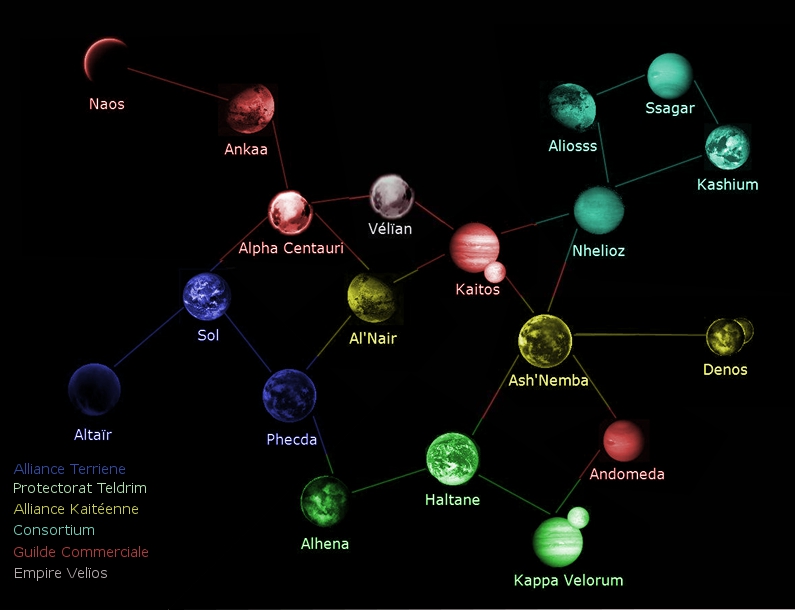 Naos
Ankaa
Alpha Centauri
Vélïan
Kaitos
Aliosss
Ssagar
Kashium
Nhelioz
Sol
Al'Nair
Altaïr
Phecda
Ash'Nemba
Denos
Haltane
Andomeda
Alhena
Kappa Velorum
Alliance Terriene
Protectorat Teldrim
Alliance Kaitéenne
Consortium
Guilde Commerciale
Empire Velïos